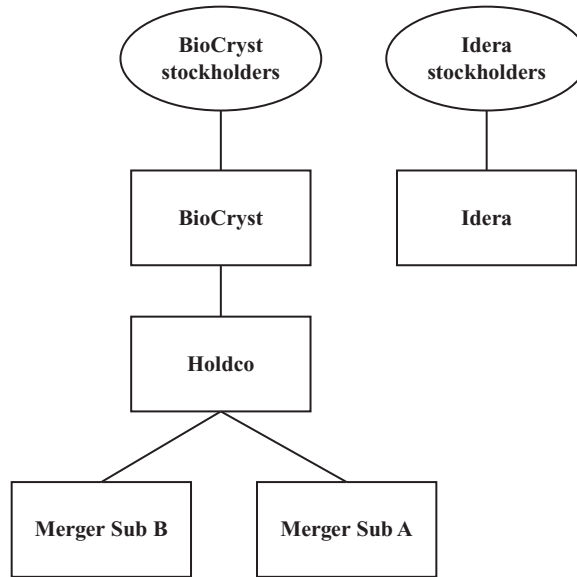 BioCryst
stockholders
Idera
stockholders
BioCryst
Idera
Holdco
Merger Sub B
Merger Sub A